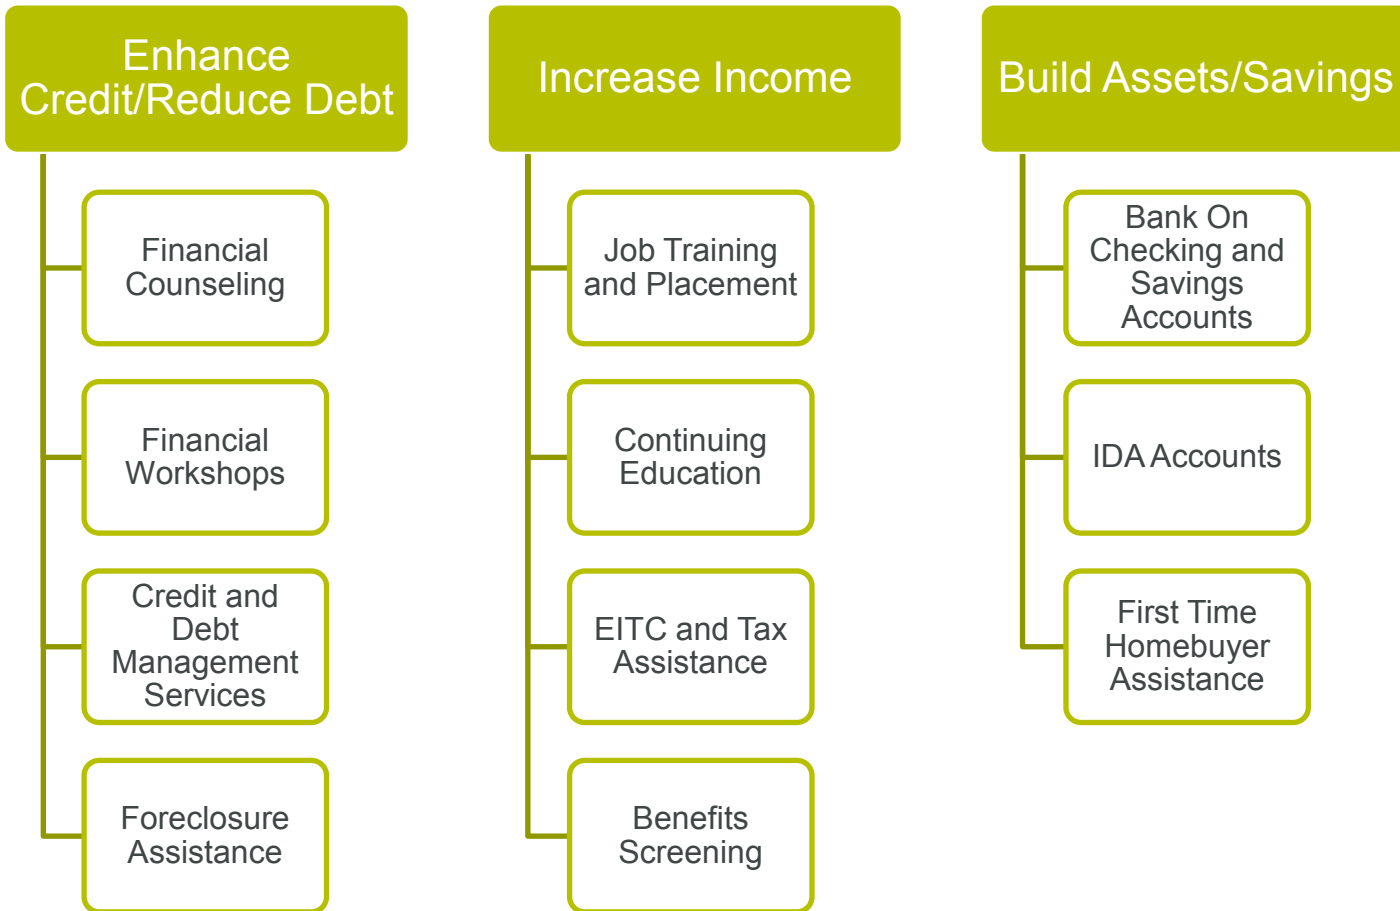 Enhance
Credit/Reduce Debt
Financial
Counseling
Financial
Workshops
Credit and
Debt
Management
Services
Foreclosure
Assistance
Increase Income
Job Training
and Placement
Continuing
Education
EITC and Tax
Assistance
Benefits
Screening
Build Assets/Savings
Bank On
Checking and
Savings
Accounts
IDA Accounts
First Time
Homebuyer
Assistance